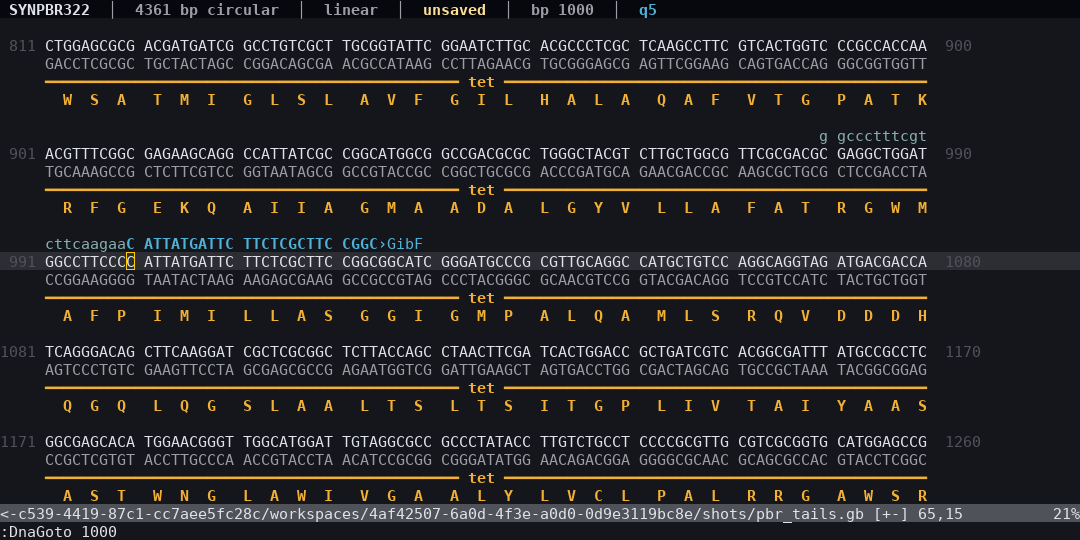 SYNPBR322 │ 4361 bp circular │ linear │ unsaved │ bp 1000 │ q5
811 CTGGAGCGCG ACGATGATCG GCCTGTCGCT TGCGGTATTC GGAATCTTGC ACGCCCTCGC TCAAGCCTTC GTCACTGGTC CCGCCACCAA 900
GACCTCGCGC TGCTACTAGC CGGACAGCGA ACGCCATAAG CCTTAGAACG TGCGGGAGCG AGTTCGGAAG CAGTGACCAG GGCGGTGGTT
tet
W S A T M I G L S L A V F G I L H A L A Q A F V T G P A T K
g gccctttcgt
901 ACGTTTCGGC GAGAAGCAGG CCATTATCGC CGGCATGGCG GCCGACGCGC TGGGCTACGT CTTGCTGGCG TTCGCGACGC GAGGCTGGAT 990
TGCAAAGCCG CTCTTCGTCC GGTAATAGCG GCCGTACCGC CGGCTGCGCG ACCCGATGCA GAACGACCGC AAGCGCTGCG CTCCGACCTA
tet
R F G E K Q A I I A G M A A D A L G Y V L L A F A T R G W M
cttcaagaaC ATTATGATTC TTCTCGCTTC CGGC›GibF
991 GGCCTTCCCC ATTATGATTC TTCTCGCTTC CGGCGGCATC GGGATGCCCG CGTTGCAGGC CATGCTGTCC AGGCAGGTAG ATGACGACCA 1080
CCGGAAGGGG TAATACTAAG AAGAGCGAAG GCCGCCGTAG CCCTACGGGC GCAACGTCCG GTACGACAGG TCCGTCCATC TACTGCTGGT
tet
A F P I M I L L A S G G I G M P A L Q A M L S R Q V D D D H
1081 TCAGGGACAG CTTCAAGGAT CGCTCGCGGC TCTTACCAGC CTAACTTCGA TCACTGGACC GCTGATCGTC ACGGCGATTT ATGCCGCCTC 1170
AGTCCCTGTC GAAGTTCCTA GCGAGCGCCG AGAATGGTCG GATTGAAGCT AGTGACCTGG CGACTAGCAG TGCCGCTAAA TACGGCGGAG
tet
Q G Q L Q G S L A A L T S L T S I T G P L I V T A I Y A A S
1171 GGCGAGCACA TGGAACGGGT TGGCATGGAT TGTAGGCGCC GCCCTATACC TTGTCTGCCT CCCCGCGTTG CGTCGCGGTG CATGGAGCCG 1260
CCGCTCGTGT ACCTTGCCCA ACCGTACCTA ACATCCGCGG CGGGATATGG AACAGACGGA GGGGCGCAAC GCAGCGCCAC GTACCTCGGC
tet
A S T W N G L A W I V G A A L Y L V C L P A L R R G A W S R
<-c539-4419-87c1-cc7aee5fc28c/workspaces/4af42507-6a0d-4f3e-a0d0-0d9e3119bc8e/shots/pbr_tails.gb [+-] 65,15 21%
:DnaGoto 1000